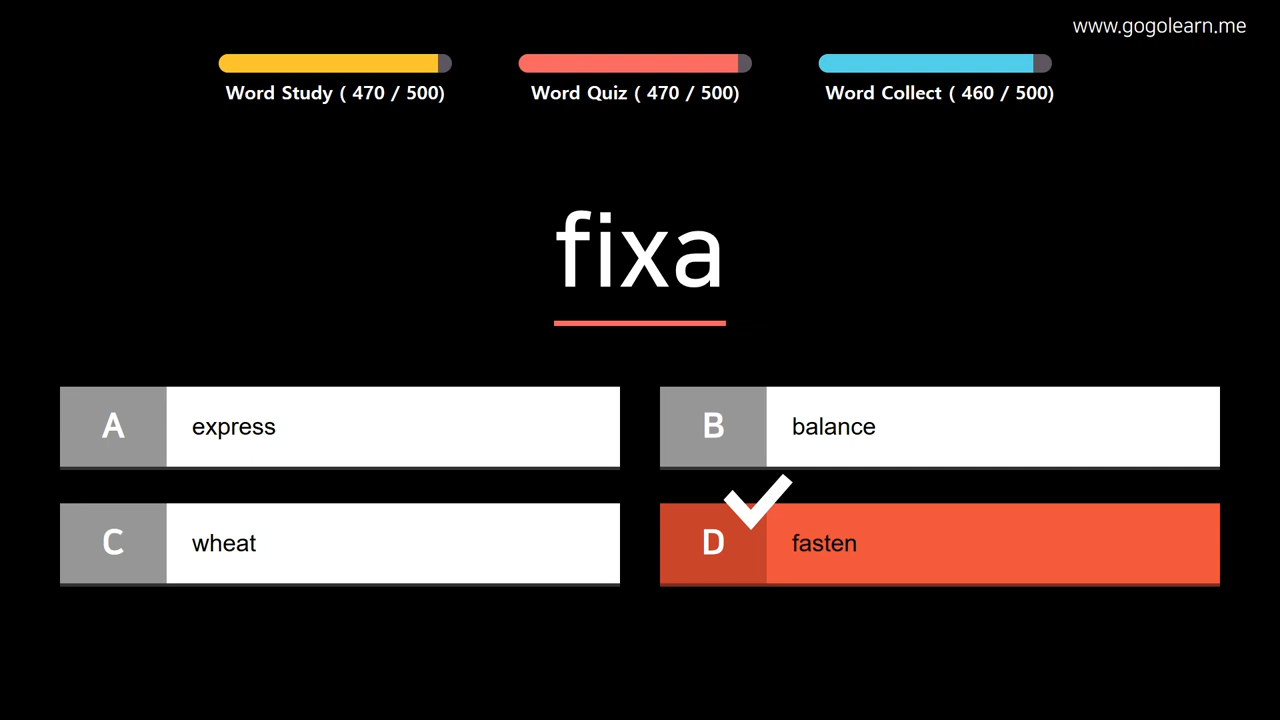 www.gogolearn.me
Word Study ( 470 / 500)
Word Quiz ( 470 / 500)
Word Collect ( 460 / 500)
fixa
A express
B balance
C wheat
D fasten